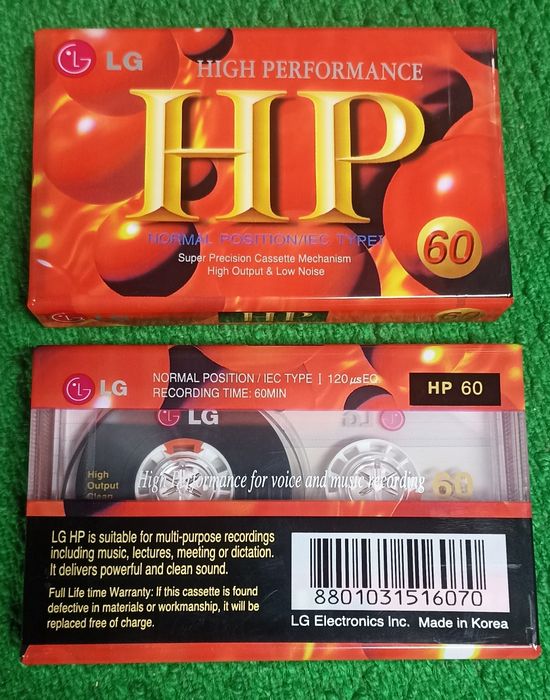 LG
HIGH PERFORMANCE
HP
NORMAL POSITION/IEC TYPE I
60
Super Precision Cassette Mechanism
High Output & Low Noise
LG
HP
60
LG
NORMAL POSITION / IEC TYPE I 120 µs EQ
RECORDING TIME: 60MIN
HP 60
LG
LG
High Output Clean
High Performance for voice and music recording
60
LG HP is suitable for multi-purpose recordings
including music, lectures, meeting or dictation.
It delivers powerful and clean sound.
Full Life time Warranty: If this cassette is found
defective in materials or workmanship, it will be
replaced free of charge.
8801031516070
LG Electronics Inc. Made in Korea